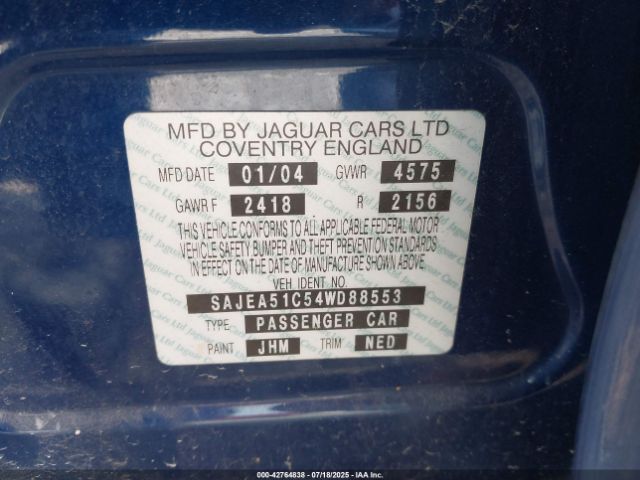 MFD BY JAGUAR CARS LTD
COVENTRY ENGLAND
MFD DATE 01/04 GVWR 4575
GAWR F 2418 R 2156
THIS VEHICLE CONFORMS TO ALL APPLICABLE FEDERAL MOTOR
VEHICLE SAFETY BUMPER AND THEFT PREVENTION STANDARDS
IN EFFECT ON THE DATE OF MANUFACTURE SHOWN ABOVE.
VEH IDENT NO.
SAJEA51C54WD88553
TYPE PASSENGER CAR
PAINT JHM TRIM NED
000-42764838 - 07/18/2025 - IAA Inc.